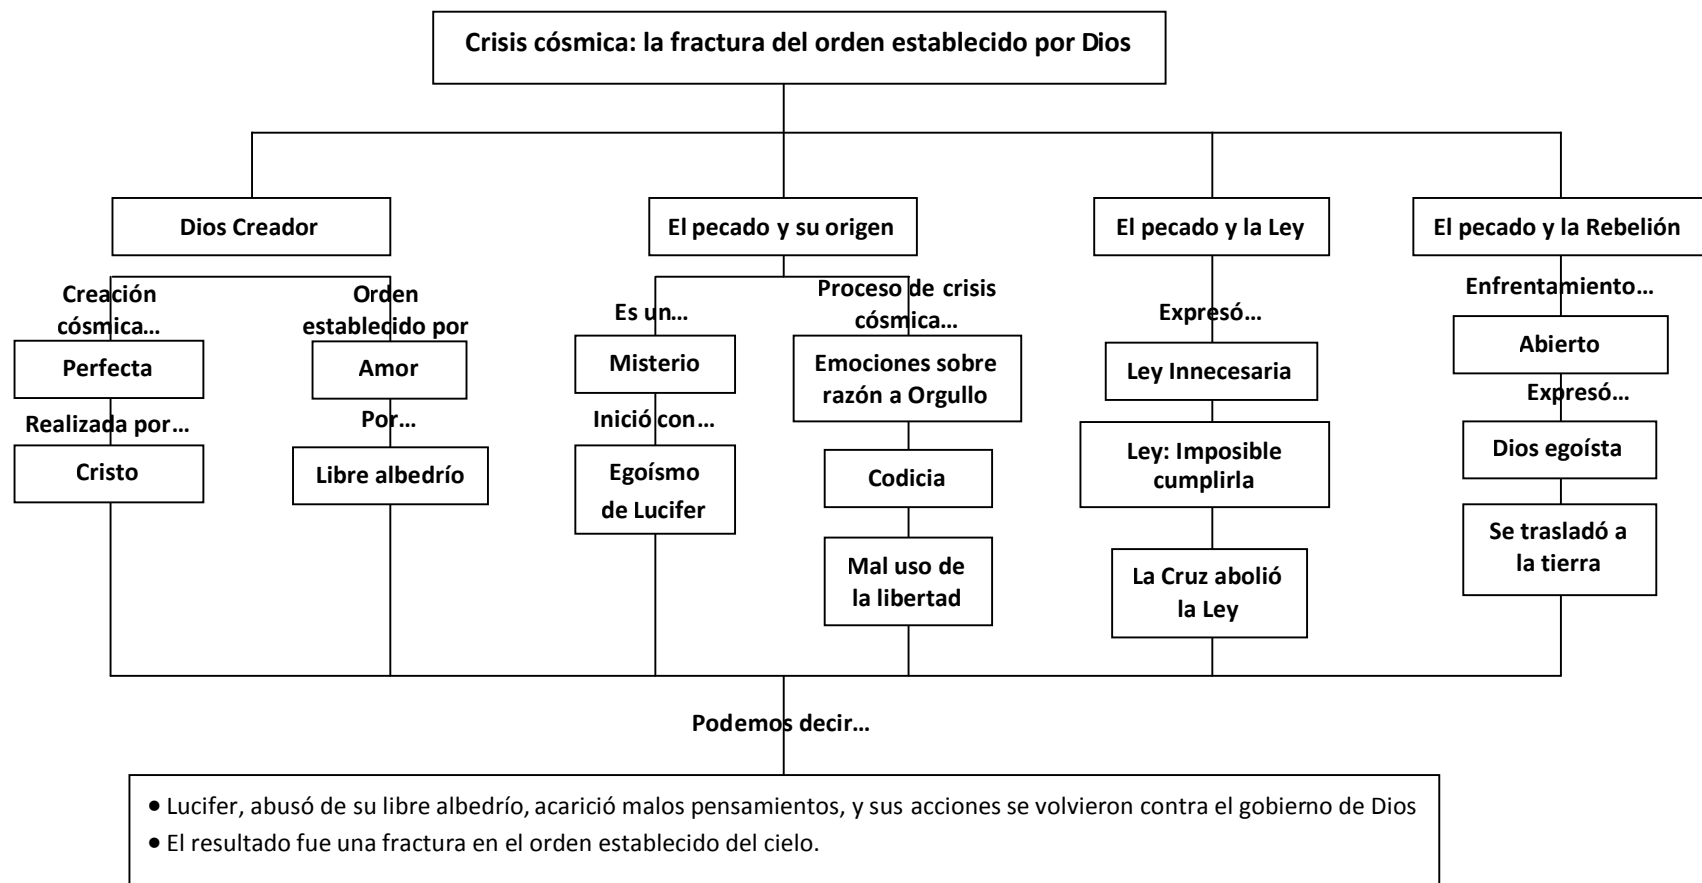 Crisis cósmica: la fractura del orden establecido por Dios
Dios Creador
El pecado y su origen
El pecado y la Ley
El pecado y la Rebelión
Creación
cósmica...
Perfecta
Realizada por...
Cristo
Orden
establecido por
Amor
Por...
Libre albedrío
Es un...
Misterio
Inició con...
Egoísmo
de Lucifer
Proceso de crisis
cósmica...
Emociones sobre
razón a Orgullo
Codicia
Mal uso de
la libertad
Expresó...
Ley Innecesaria
Ley: Imposible
cumplirla
La Cruz abolió
la Ley
Enfrentamiento...
Abierto
Expresó...
Dios egoísta
Se trasladó a
la tierra
Podemos decir...
• Lucifer, abusó de su libre albedrío, acarició malos pensamientos, y sus acciones se volvieron contra el gobierno de Dios
• El resultado fue una fractura en el orden establecido del cielo.